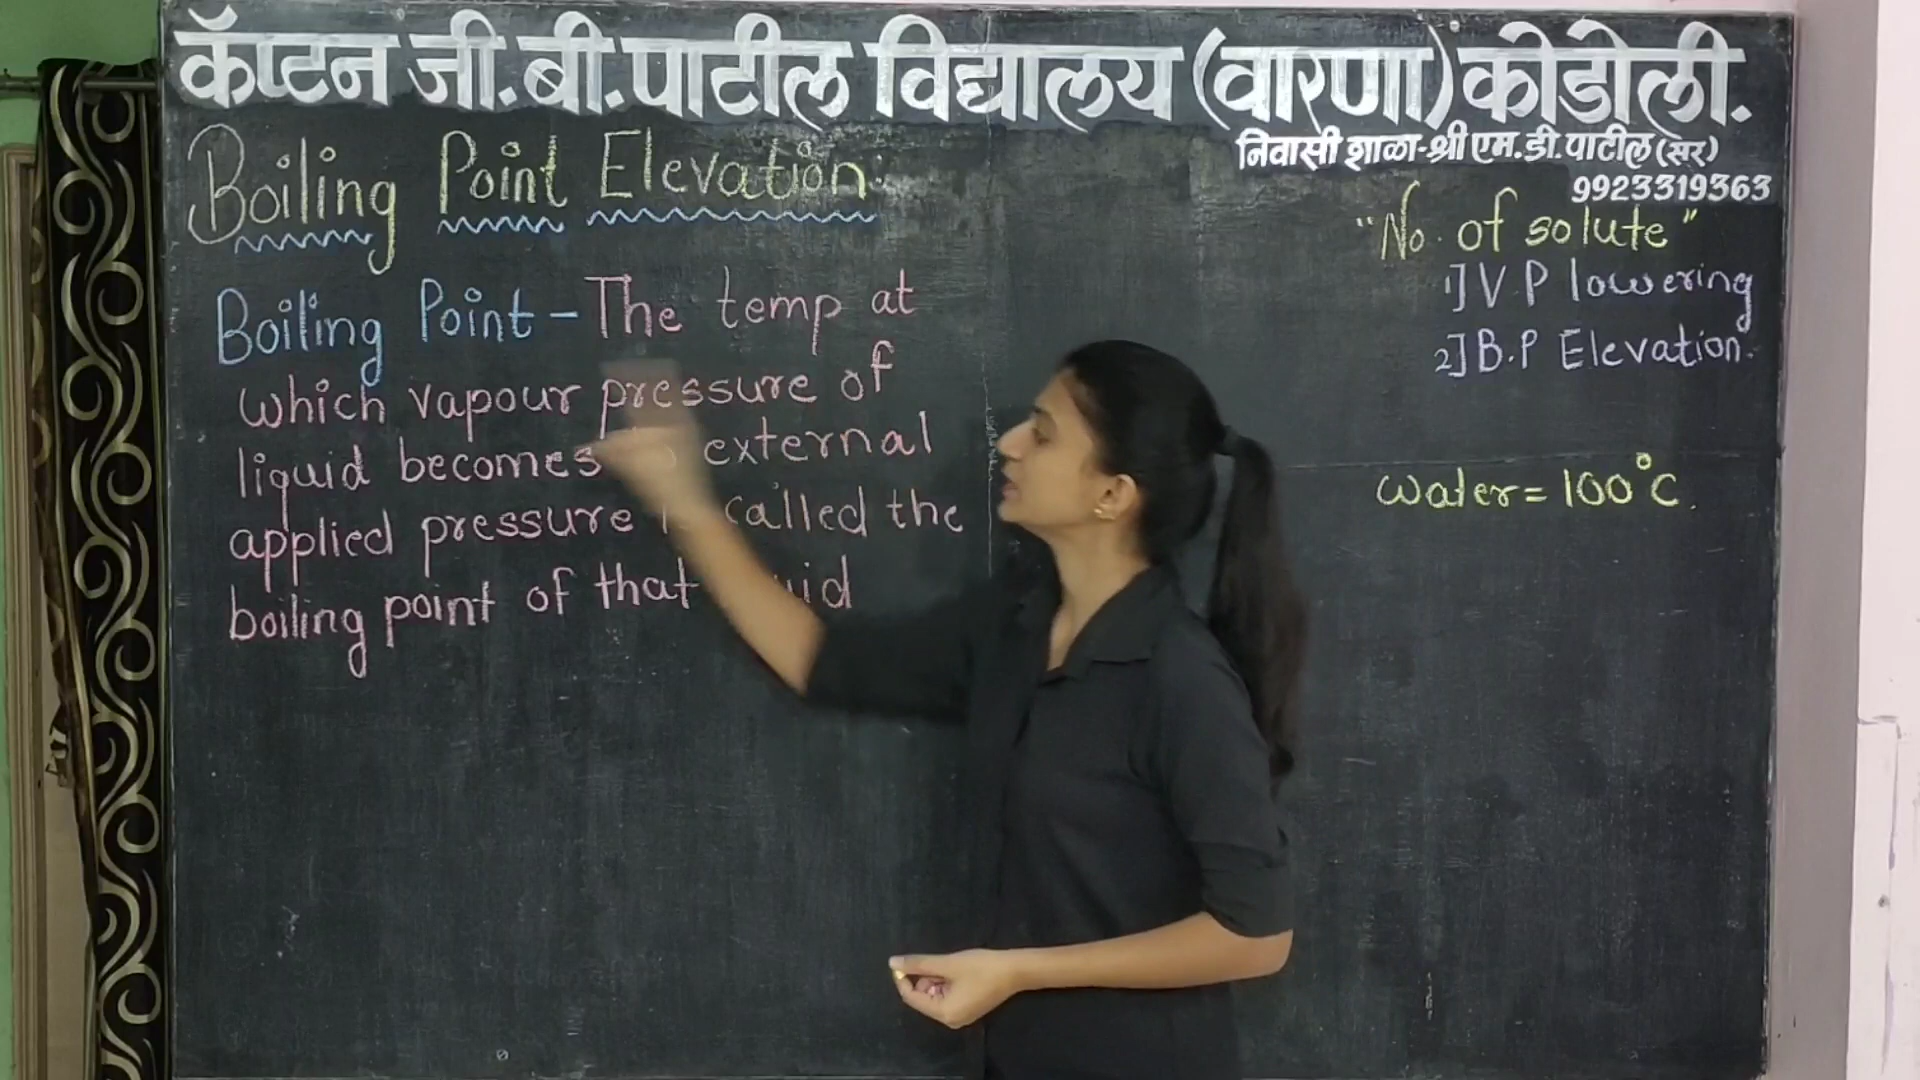 कॅप्टन जी.बी.पाटील विद्यालय (वारणा) कोडोली.
निवासी शाळा-श्री एम.डी.पाटील (सर)
9923319363
Boiling Point Elevation
Boiling Point - The temp at
which vapour pressure of
liquid becomes external
applied pressure called the
boiling point of that
"No. of solute"
1] V.P lowering
2] B.P Elevation.
Water = 100°C.